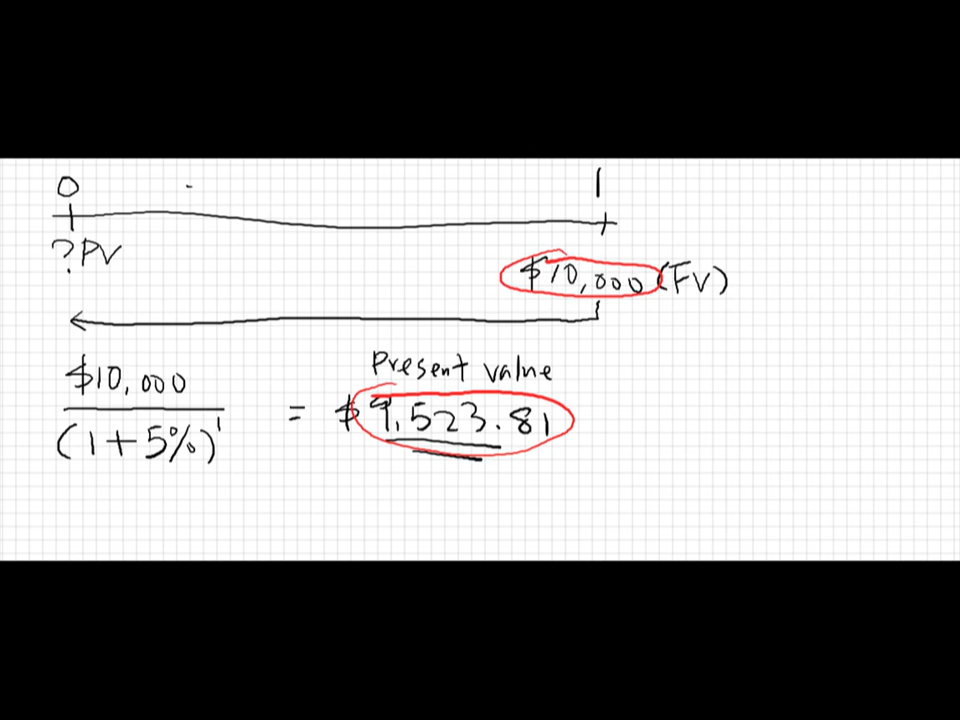 0 1
?PV
$10,000 (FV)
Present value
$10,000
(1+5%)¹
= $9,523.81